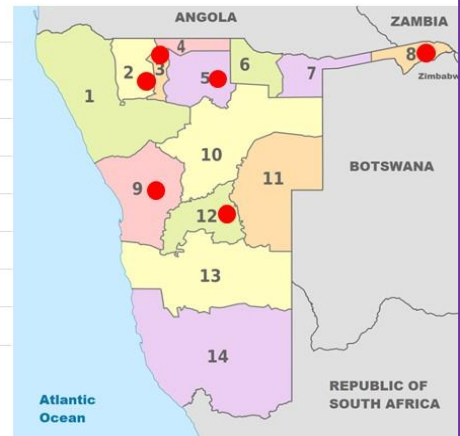 ANGOLA
ZAMBIA
4
8
2
3
5
6
7
Zimbabw
1
10
BOTSWANA
11
9
12
13
14
REPUBLIC OF
SOUTH AFRICA
Atlantic
Ocean